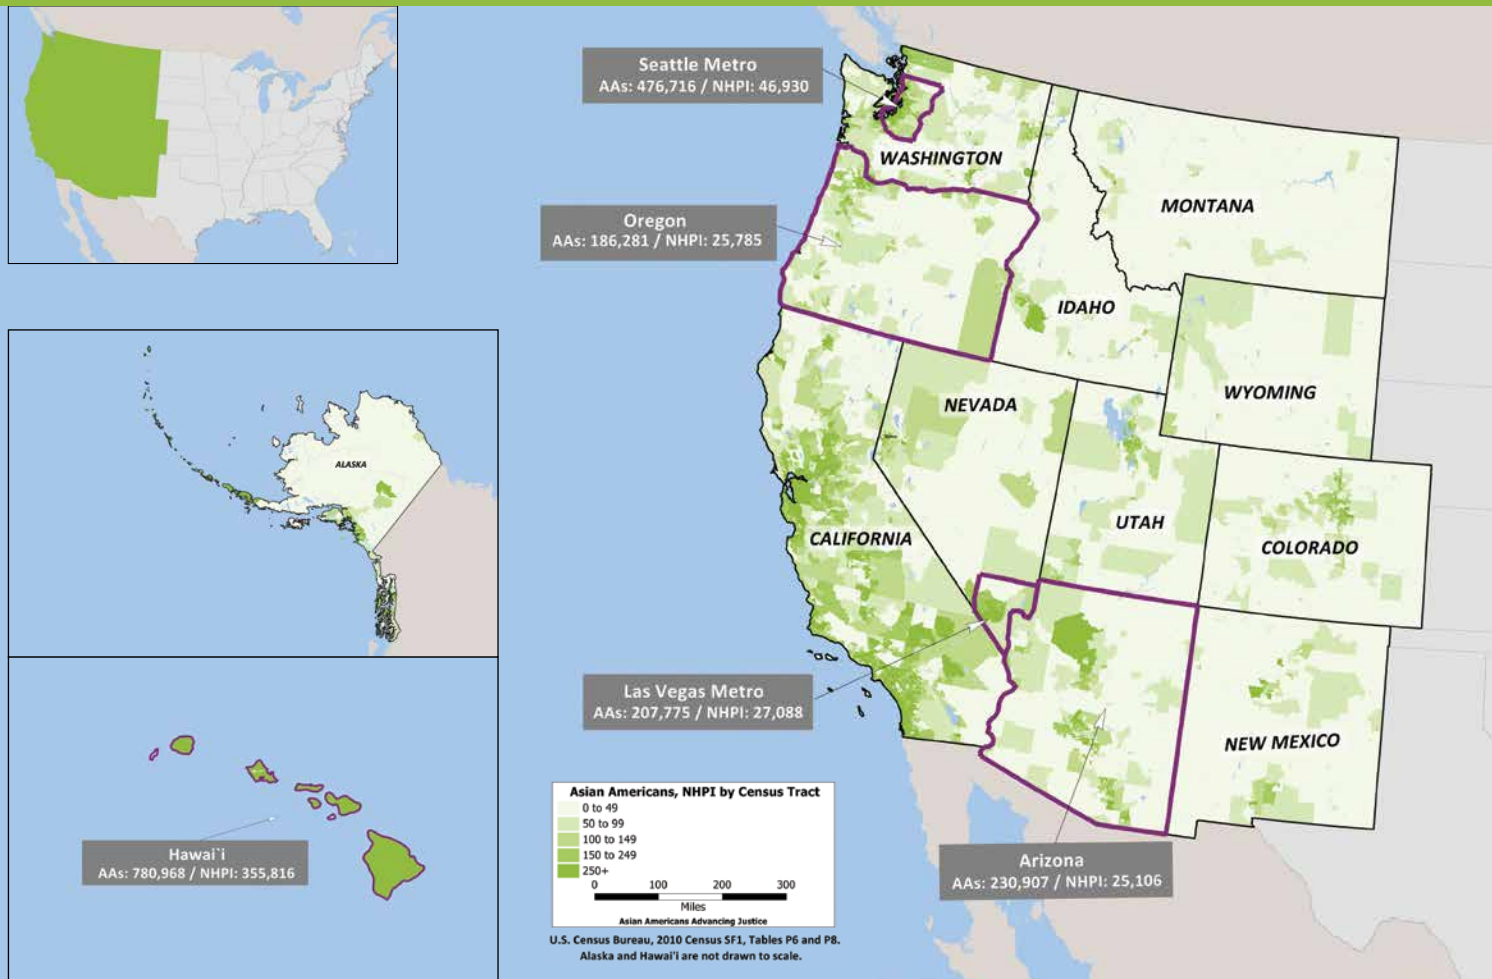 Seattle Metro
AAs: 476,716 / NHPI: 46,930
WASHINGTON
MONTANA
Oregon
AAs: 186,281 / NHPI: 25,785
IDAHO
WYOMING
NEVADA
ALASKA
UTAH
CALIFORNIA
COLORADO
Las Vegas Metro
AAs: 207,775 / NHPI: 27,088
NEW MEXICO
Asian Americans, NHPI by Census Tract
0 to 49
50 to 99
100 to 149
150 to 249
250+
0 100 200 300
Miles
Asian Americans Advancing Justice
Hawai`i
AAs: 780,968 / NHPI: 355,816
Arizona
AAs: 230,907 / NHPI: 25,106
U.S. Census Bureau, 2010 Census SF1, Tables P6 and P8.
Alaska and Hawai'i are not drawn to scale.